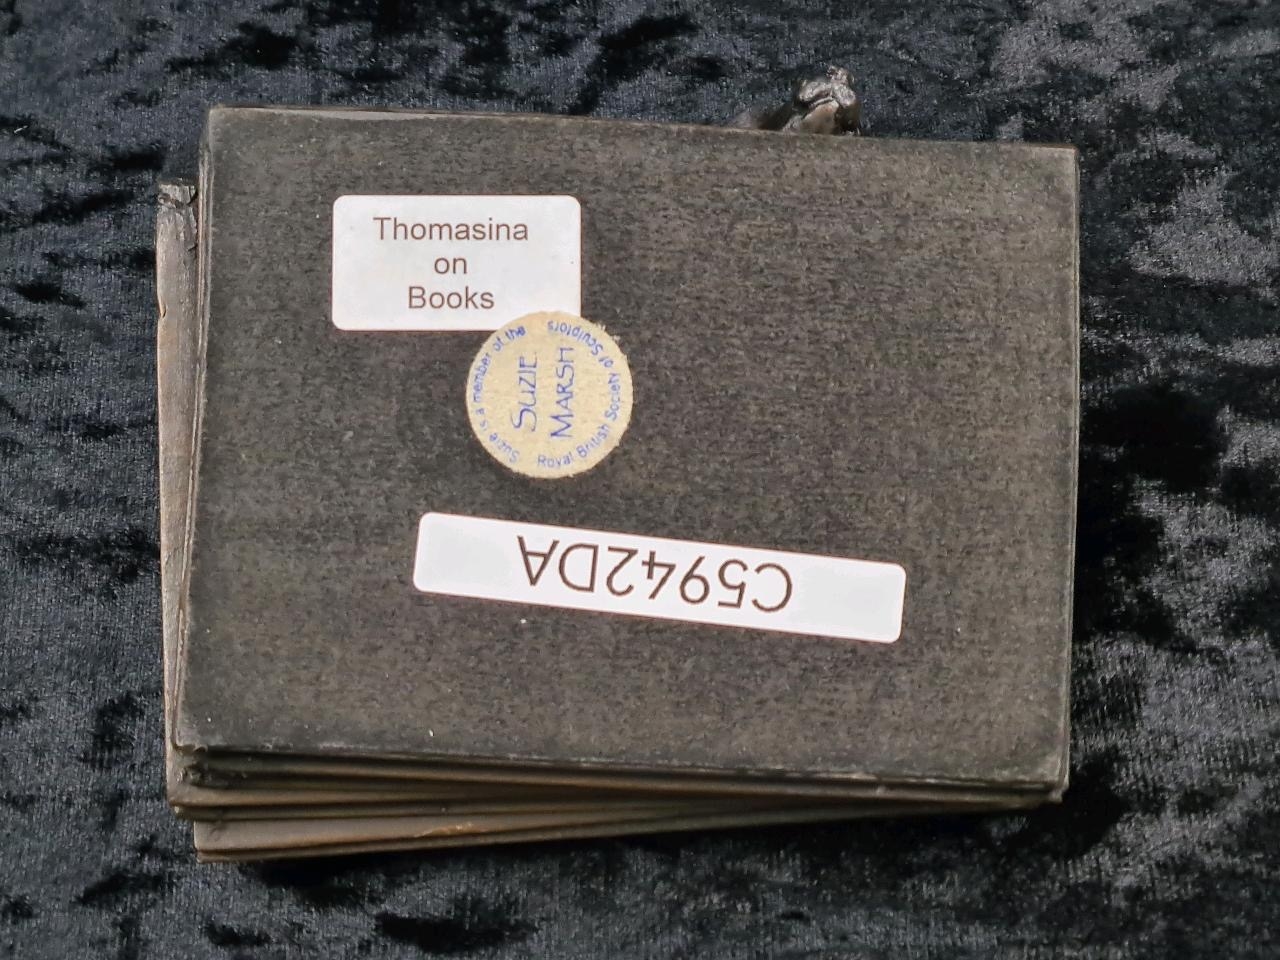 Thomasina
on
Books
Suzie is a member of the
Royal British Society of Sculptors
SUZIE
MARSH
C5942DA